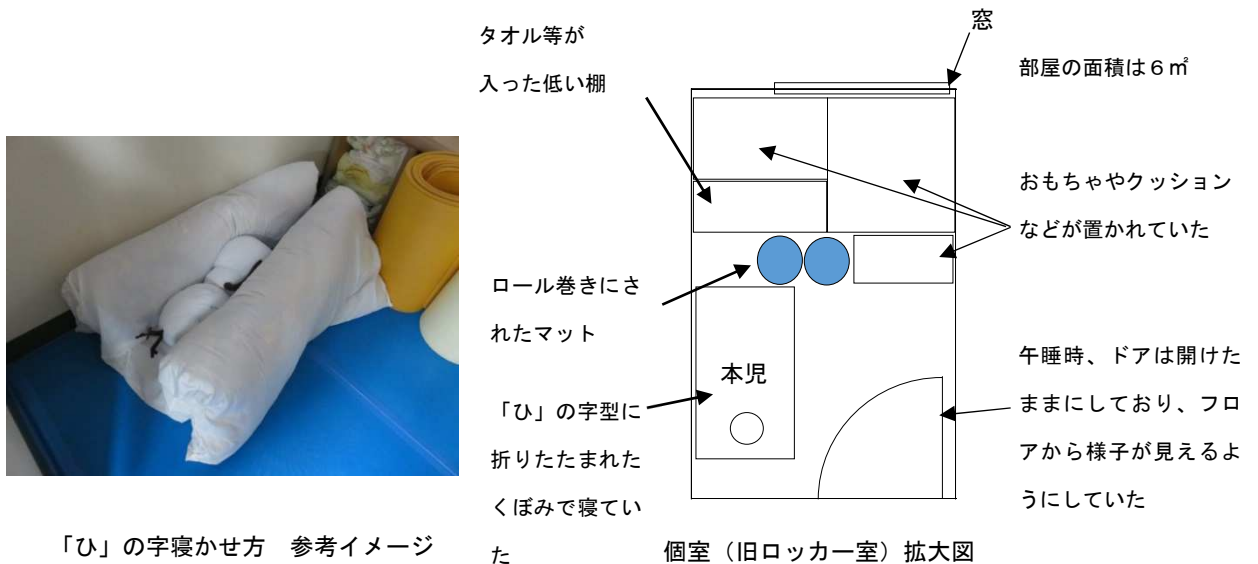 タオル等が
入った低い棚
窓
部屋の面積は６㎡
おもちゃやクッション
などが置かれていた
ロール巻きにさ
れたマット
本児
「ひ」の字型に
折りたたまれた
くぼみで寝てい
た
午睡時、ドアは開けた
ままにしており、フロ
アから様子が見えるよ
うにしていた
「ひ」の字寝かせ方　参考イメージ
個室（旧ロッカー室）拡大図